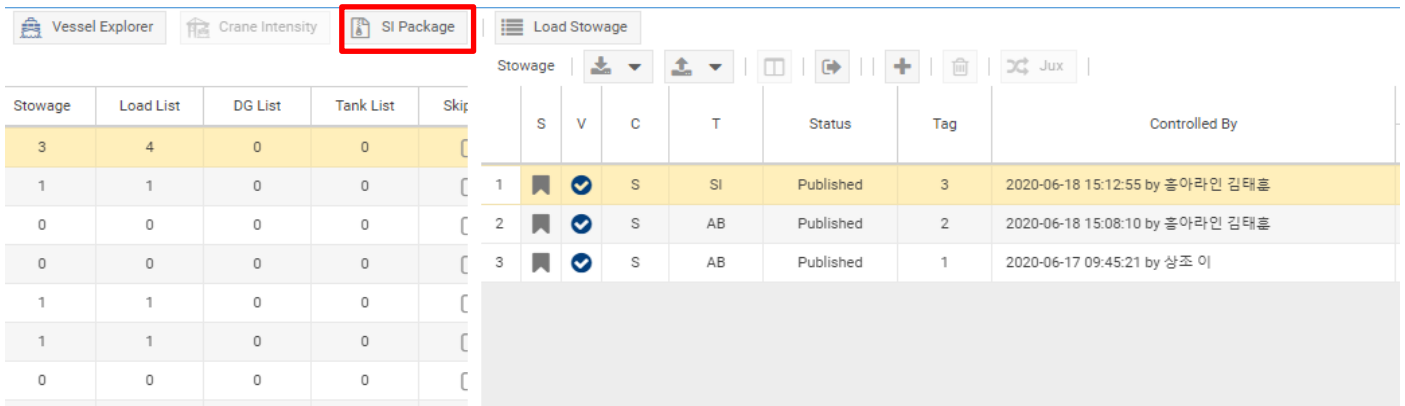 Vessel Explorer Crane Intensity SI Package Load Stowage
Stowage Jux
Stowage Load List DG List Tank List
S V C T Status Tag Controlled By
3 4 0 0
1 1 0 0
0 0 0 0
0 0 0 0
1 1 0 0
1 1 0 0
0 0 0 0
1 S SI Published 3 2020-06-18 15:12:55 by 흥아라인 김태훈
2 S AB Published 2 2020-06-18 15:08:10 by 흥아라인 김태훈
3 S AB Published 1 2020-06-17 09:45:21 by 상조 이